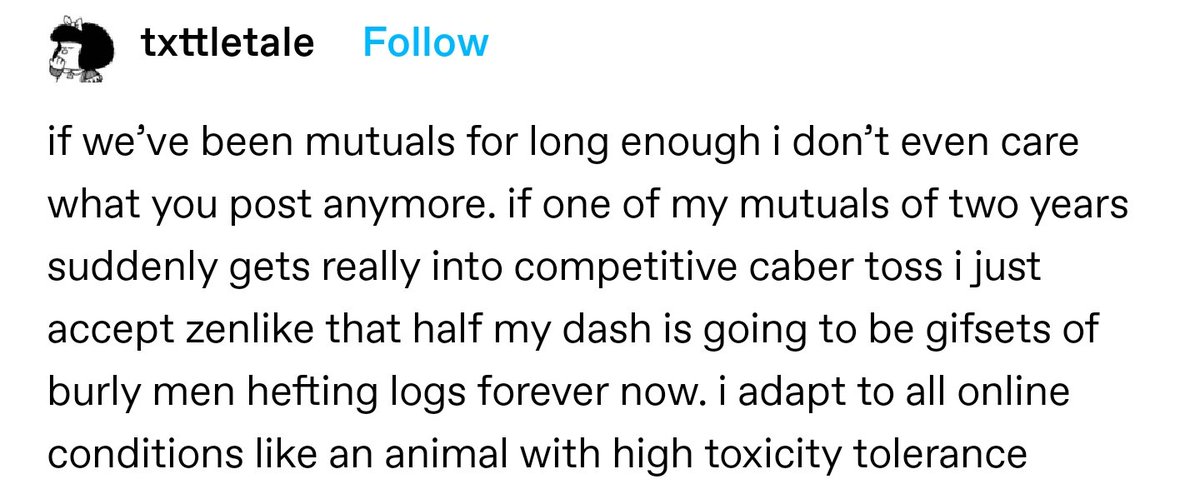 txttletale Follow
if we’ve been mutuals for long enough i don’t even care
what you post anymore. if one of my mutuals of two years
suddenly gets really into competitive caber toss i just
accept zenlike that half my dash is going to be gifsets of
burly men hefting logs forever now. i adapt to all online
conditions like an animal with high toxicity tolerance